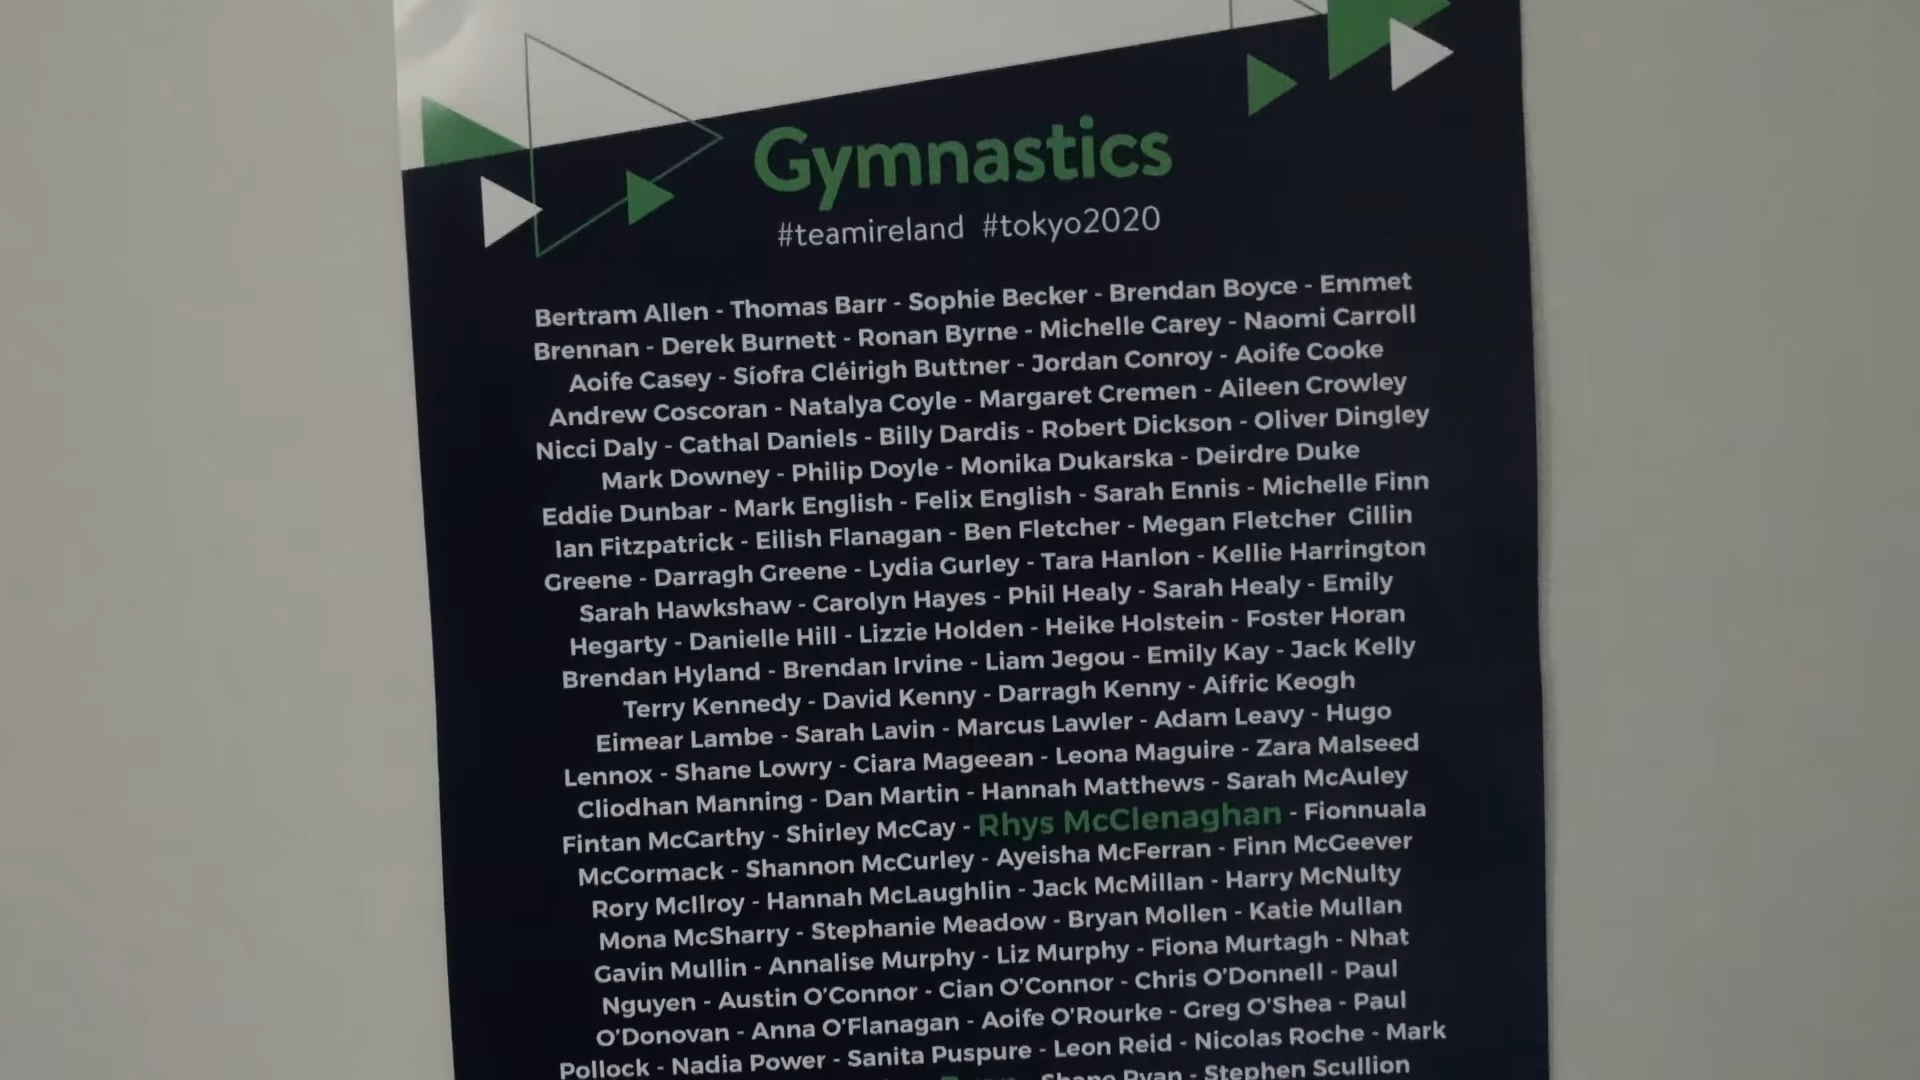 Gymnastics
#teamireland #tokyo2020
Bertram Allen - Thomas Barr - Sophie Becker - Brendan Boyce - Emmet
Brennan - Derek Burnett - Ronan Byrne - Michelle Carey - Naomi Carroll
Aoife Casey - Síofra Cléirigh Buttner - Jordan Conroy - Aoife Cooke
Andrew Coscoran - Natalya Coyle - Margaret Cremen - Aileen Crowley
Nicci Daly - Cathal Daniels - Billy Dardis - Robert Dickson - Oliver Dingley
Mark Downey - Philip Doyle - Monika Dukarska - Deirdre Duke
Eddie Dunbar - Mark English - Felix English - Sarah Ennis - Michelle Finn
Ian Fitzpatrick - Eilish Flanagan - Ben Fletcher - Megan Fletcher Cillin
Greene - Darragh Greene - Lydia Gurley - Tara Hanlon - Kellie Harrington
Sarah Hawkshaw - Carolyn Hayes - Phil Healy - Sarah Healy - Emily
Hegarty - Danielle Hill - Lizzie Holden - Heike Holstein - Foster Horan
Brendan Hyland - Brendan Irvine - Liam Jegou - Emily Kay - Jack Kelly
Terry Kennedy - David Kenny - Darragh Kenny - Aifric Keogh
Eimear Lambe - Sarah Lavin - Marcus Lawler - Adam Leavy - Hugo
Lennox - Shane Lowry - Ciara Mageean - Leona Maguire - Zara Malseed
Cliodhan Manning - Dan Martin - Hannah Matthews - Sarah McAuley
Fintan McCarthy - Shirley McCay - Rhys McClenaghan - Fionnuala
McCormack - Shannon McCurley - Ayeisha McFerran - Finn McGeever
Rory McIlroy - Hannah McLaughlin - Jack McMillan - Harry McNulty
Mona McSharry - Stephanie Meadow - Bryan Mollen - Katie Mullan
Gavin Mullin - Annalise Murphy - Liz Murphy - Fiona Murtagh - Nhat
Nguyen - Austin O'Connor - Cian O'Connor - Chris O'Donnell - Paul
O'Donovan - Anna O'Flanagan - Aoife O'Rourke - Greg O'Shea - Paul
Pollock - Nadia Power - Sanita Puspure - Leon Reid - Nicolas Roche - Mark
Shane Ryan - Stephen Scullion